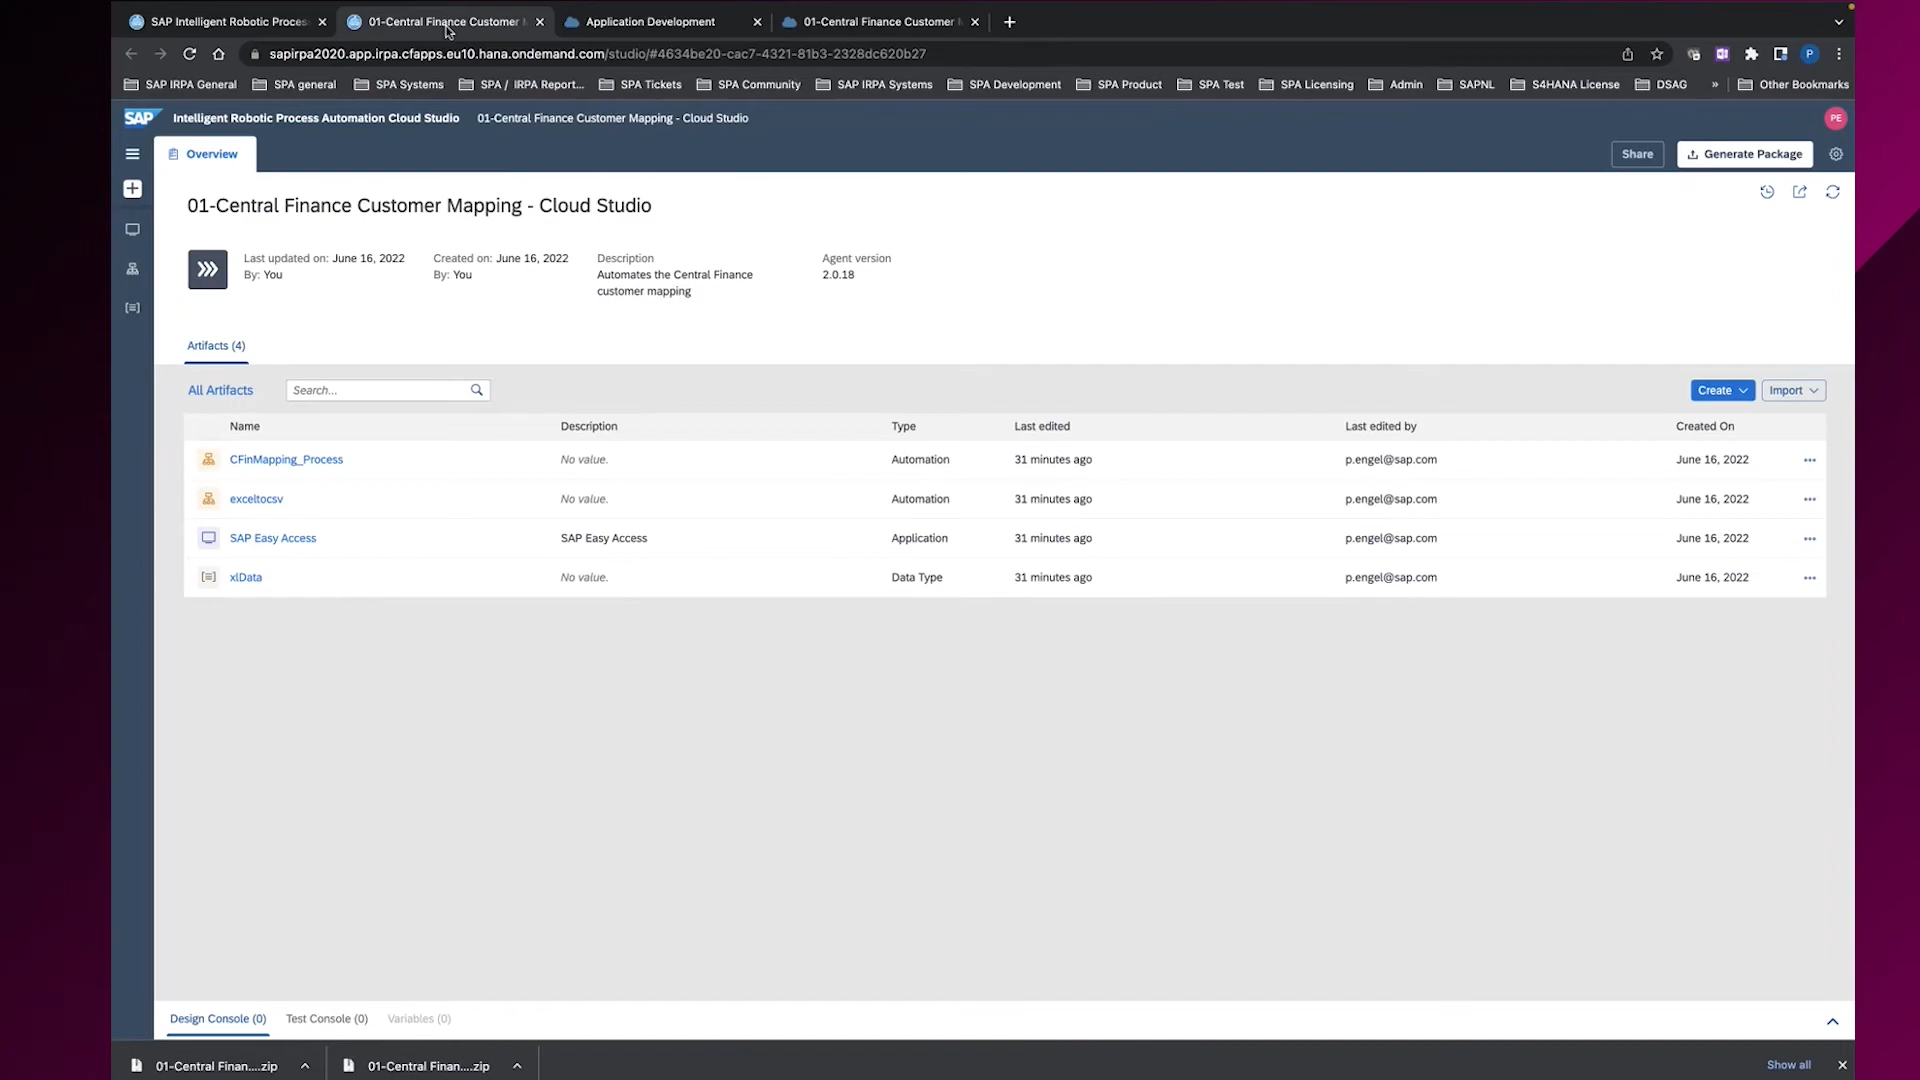 SAP Intelligent Robotic Proces
01-Central Finance Customer
Application Development
01-Central Finance Customer
sapirpa2020.app.irpa.cfapps.eu10.hana.ondemand.com/studio/#4634be20-cac7-4321-81b3-2328dc620b27
P
SAP IRPA General
SPA general
SPA Systems
SPA / IRPA Report...
SPA Tickets
SPA Community
SAP IRPA Systems
SPA Development
SPA Product
SPA Test
SPA Licensing
Admin
SAPNL
S4HANA License
DSAG
»
Other Bookmarks
SAP
Intelligent Robotic Process Automation Cloud Studio
01-Central Finance Customer Mapping - Cloud Studio
PE
Overview
Share
Generate Package
01-Central Finance Customer Mapping - Cloud Studio
Last updated on: June 16, 2022
By: You
Created on: June 16, 2022
By: You
Description
Automates the Central Finance
customer mapping
Agent version
2.0.18
Artifacts (4)
All Artifacts
Search...
Create
Import
Name Description Type Last edited Last edited by Created On
CFinMapping_Process No value. Automation 31 minutes ago p.engel@sap.com June 16, 2022
exceltocsv No value. Automation 31 minutes ago p.engel@sap.com June 16, 2022
SAP Easy Access SAP Easy Access Application 31 minutes ago p.engel@sap.com June 16, 2022
xlData No value. Data Type 31 minutes ago p.engel@sap.com June 16, 2022
Design Console (0)
Test Console (0)
Variables (0)
01-Central Finan....zip
01-Central Finan....zip
Show all